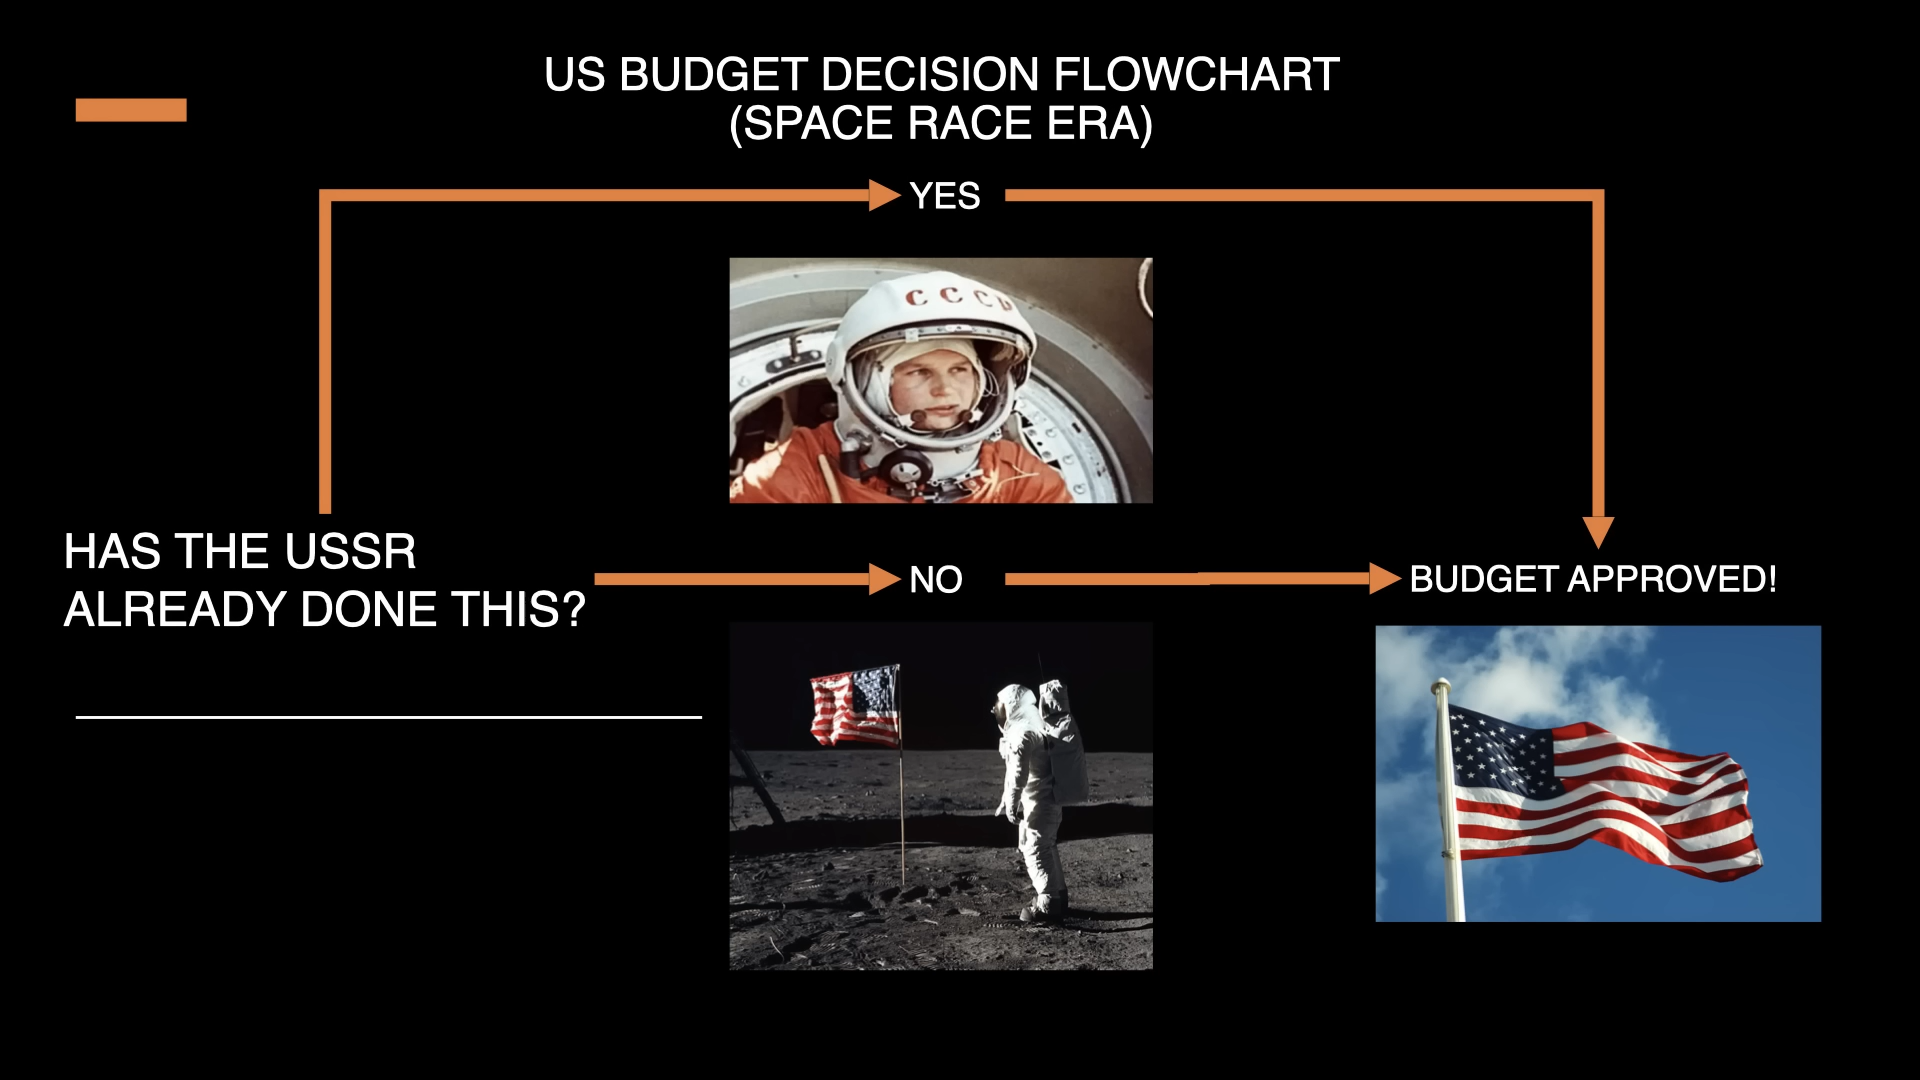 US BUDGET DECISION FLOWCHART
(SPACE RACE ERA)
YES
CCCP
HAS THE USSR
ALREADY DONE THIS?
NO
BUDGET APPROVED!